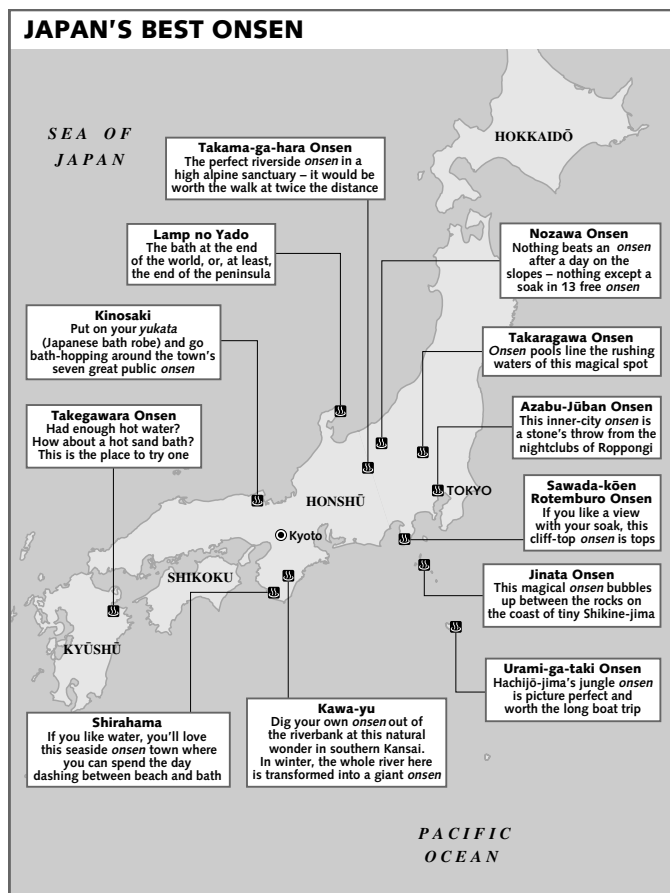 JAPAN'S BEST ONSEN
SEA OF
JAPAN
HOKKAIDŌ
Takama-ga-hara Onsen
The perfect riverside onsen in a
high alpine sanctuary – it would be
worth the walk at twice the distance
Lamp no Yado
The bath at the end
of the world, or, at least,
the end of the peninsula
Nozawa Onsen
Nothing beats an onsen
after a day on the
slopes – nothing except a
soak in 13 free onsen
Kinosaki
Put on your yukata
(Japanese bath robe) and go
bath-hopping around the town's
seven great public onsen
Takaragawa Onsen
Onsen pools line the rushing
waters of this magical spot
Takegawara Onsen
Had enough hot water?
How about a hot sand bath?
This is the place to try one
Azabu-Jūban Onsen
This inner-city onsen is
a stone's throw from the
nightclubs of Roppongi
HONSHŪ
TOKYO
Sawada-kōen
Rotemburo Onsen
If you like a view
with your soak, this
cliff-top onsen is tops
Kyoto
SHIKOKU
Jinata Onsen
This magical onsen bubbles
up between the rocks on
the coast of tiny Shikine-jima
KYŪSHŪ
Urami-ga-taki Onsen
Hachijō-jima's jungle onsen
is picture perfect and
worth the long boat trip
Shirahama
If you like water, you'll love
this seaside onsen town where
you can spend the day
dashing between beach and bath
Kawa-yu
Dig your own onsen out of
the riverbank at this natural
wonder in southern Kansai.
In winter, the whole river here
is transformed into a giant onsen
PACIFIC
OCEAN